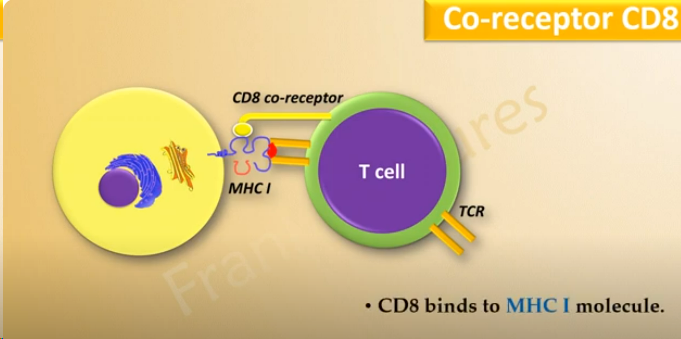 Co-receptor CD8
CD8 co-receptor
MHC I
T cell
TCR
• CD8 binds to MHC I molecule.